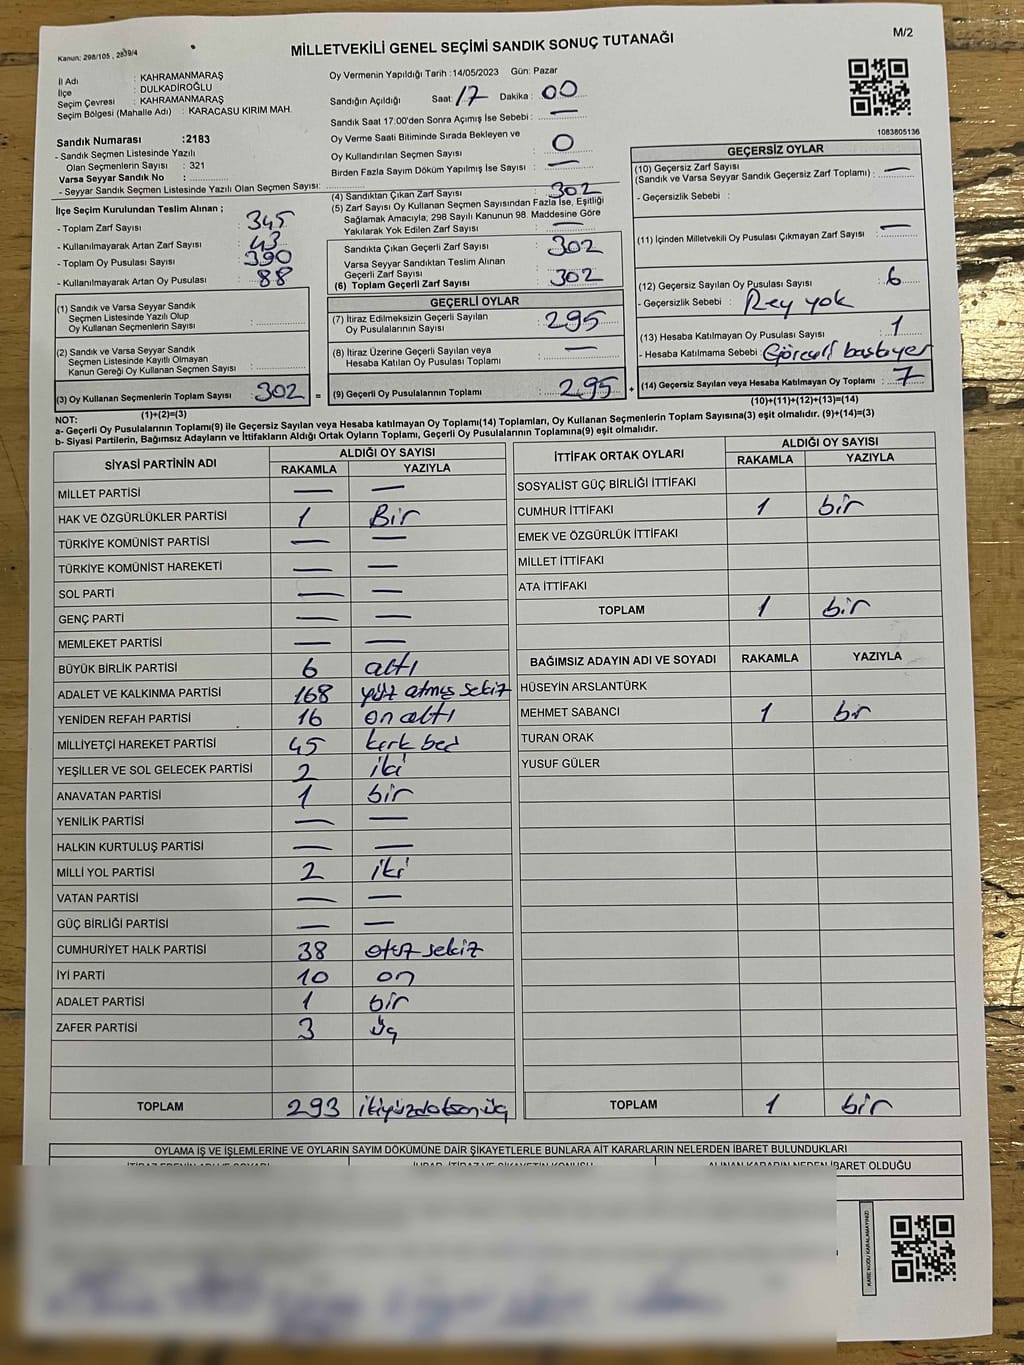 Kanun: 298/105 , 2839/4
MİLLETVEKİLİ GENEL SEÇİMİ SANDIK SONUÇ TUTANAĞI
M/2
İl Adı : KAHRAMANMARAŞ
İlçe : DULKADİROĞLU
Seçim Çevresi : KAHRAMANMARAŞ
Seçim Bölgesi (Mahalle Adı) : KARACASU KIRIM MAH.
Sandık Numarası :2183
- Sandık Seçmen Listesinde Yazılı
Olan Seçmenlerin Sayısı : 321
Varsa Seyyar Sandık No :
- Seyyar Sandık Seçmen Listesinde Yazılı Olan Seçmen Sayısı:
Oy Vermenin Yapıldığı Tarih :14/05/2023 Gün: Pazar
Sandığın Açıldığı Saat: 17 Dakika : 00
Sandık Saat 17:00'den Sonra Açımış İse Sebebi : —
Oy Verme Saati Bitiminde Sırada Bekleyen ve
Oy Kullandırılan Seçmen Sayısı : 0
Birden Fazla Sayım Döküm Yapılmış İse Sayısı : —
1083805136
İlçe Seçim Kurulundan Teslim Alınan ;
- Toplam Zarf Sayısı : 345
- Kullanılmayarak Artan Zarf Sayısı : 43
- Toplam Oy Pusulası Sayısı : 390
- Kullanılmayarak Artan Oy Pusulası : 88
(1) Sandık ve Varsa Seyyar Sandık
Seçmen Listesinde Yazılı Olup
Oy Kullanan Seçmenlerin Sayısı :
(2) Sandık ve Varsa Seyyar Sandık
Seçmen Listesinde Kayıtlı Olmayan
Kanun Gereği Oy Kullanan Seçmen Sayısı :
(3) Oy Kullanan Seçmenlerin Toplam Sayısı : 302
(1)+(2)=(3)
(4) Sandıktan Çıkan Zarf Sayısı : 302
(5) Zarf Sayısı Oy Kullanan Seçmen Sayısından Fazla İse, Eşitliği
Sağlamak Amacıyla; 298 Sayılı Kanunun 98. Maddesine Göre
Yakılarak Yok Edilen Zarf Sayısı : —
Sandıkta Çıkan Geçerli Zarf Sayısı : 302
Varsa Seyyar Sandıktan Teslim Alınan
Geçerli Zarf Sayısı :
(6) Toplam Geçerli Zarf Sayısı : 302
GEÇERLİ OYLAR
(7) İtiraz Edilmeksizin Geçerli Sayılan
Oy Pusulalarının Sayısı : 295
(8) İtiraz Üzerine Geçerli Sayılan veya
Hesaba Katılan Oy Pusulası Toplamı : —
= (9) Geçerli Oy Pusulalarının Toplamı : 295 +
GEÇERSİZ OYLAR
(10) Geçersiz Zarf Sayısı
(Sandık ve Varsa Seyyar Sandık Geçersiz Zarf Toplamı) : —
- Geçersizlik Sebebi :
(11) İçinden Milletvekili Oy Pusulası Çıkmayan Zarf Sayısı : —
(12) Geçersiz Sayılan Oy Pusulası Sayısı : 6
- Geçersizlik Sebebi : Rey yok
(13) Hesaba Katılmayan Oy Pusulası Sayısı : 1
- Hesaba Katılmama Sebebi :
(14) Geçersiz Sayılan veya Hesaba Katılmayan Oy Toplamı : 7
(10)+(11)+(12)+(13)=(14)
NOT:
a- Geçerli Oy Pusulasının Toplamı(9) ile Geçersiz Sayılan veya Hesaba katılmayan Oy Toplamı(14) Toplamları, Oy Kullanan Seçmenlerin Toplam Sayısına(3) eşit olmalıdır. (9)+(14)=(3)
b- Siyasi Partilerin, Bağımsız Adayların ve İttifakların Aldığı Ortak Oyların Toplamı, Geçerli Oy Pusulasının Toplamına(9) eşit olmalıdır.
SİYASİ PARTİNİN ADI ALDIĞI OY SAYISI
RAKAMLA YAZIYLA
MİLLET PARTİSİ — —
HAK VE ÖZGÜRLÜKLER PARTİSİ 1 Bir
TÜRKİYE KOMÜNİST PARTİSİ — —
TÜRKİYE KOMÜNİST HAREKETİ — —
SOL PARTİ — —
GENÇ PARTİ — —
MEMLEKET PARTİSİ — —
BÜYÜK BİRLİK PARTİSİ 6 altı
ADALET VE KALKINMA PARTİSİ 168 yüz atmış sekiz
YENİDEN REFAH PARTİSİ 16 on altı
MİLLİYETÇİ HAREKET PARTİSİ 45 kırk beş
YEŞİLLER VE SOL GELECEK PARTİSİ 2 iki
ANAVATAN PARTİSİ 1 bir
YENİLİK PARTİSİ — —
HALKIN KURTULUŞ PARTİSİ — —
MİLLİ YOL PARTİSİ 2 iki
VATAN PARTİSİ — —
GÜÇ BİRLİĞİ PARTİSİ — —
CUMHURİYET HALK PARTİSİ 38 otuz sekiz
İYİ PARTİ 10 on
ADALET PARTİSİ 1 bir
ZAFER PARTİSİ 3 üç
TOPLAM 293 ikiyüzdoksanüç
İTTİFAK ORTAK OYLARI ALDIĞI OY SAYISI
RAKAMLA YAZIYLA
SOSYALİST GÜÇ BİRLİĞİ İTTİFAKI
CUMHUR İTTİFAKI 1 bir
EMEK VE ÖZGÜRLÜK İTTİFAKI
MİLLET İTTİFAKI
ATA İTTİFAKI
TOPLAM 1 bir
BAĞIMSIZ ADAYIN ADI VE SOYADI RAKAMLA YAZIYLA
HÜSEYİN ARSLANTÜRK
MEHMET SABANCI 1 bir
TURAN ORAK
YUSUF GÜLER
TOPLAM 1 bir
OYLAMA İŞ VE İŞLEMLERİNE VE OYLARIN SAYIM DÖKÜMÜNE DAİR ŞİKAYETLERLE BUNLARA AİT KARARLARIN NELERDEN İBARET BULUNDUKLARI
ALINAN KARARIN NEDEN İBARET OLDUĞU
KARE KODU KARALAMAYINIZ!